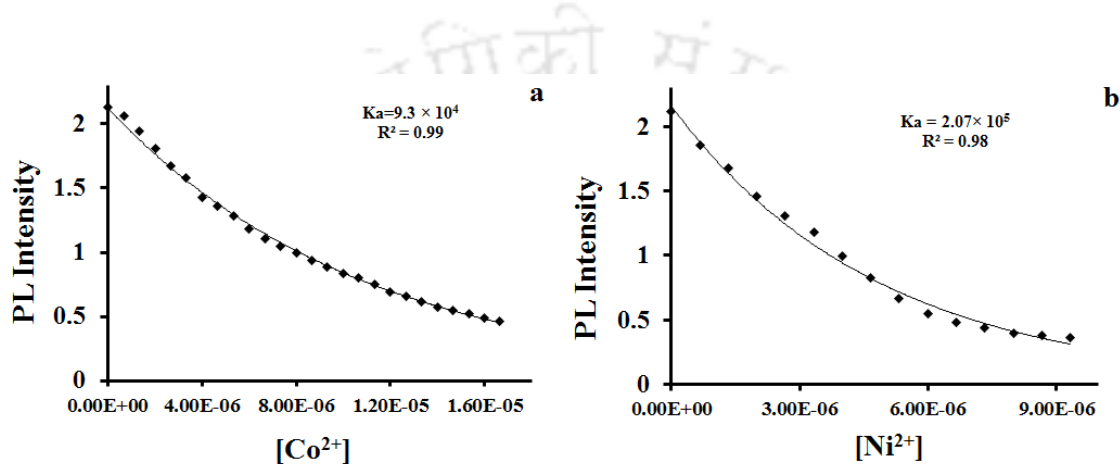 a
Ka=9.3 × 10⁴
R² = 0.99
PL Intensity
2
1.5
1
0.5
0
0.00E+00 4.00E-06 8.00E-06 1.20E-05 1.60E-05
[Co²⁺]
b
Ka = 2.07× 10⁵
R² = 0.98
PL Intensity
2
1.5
1
0.5
0
0.00E+00 3.00E-06 6.00E-06 9.00E-06
[Ni²⁺]